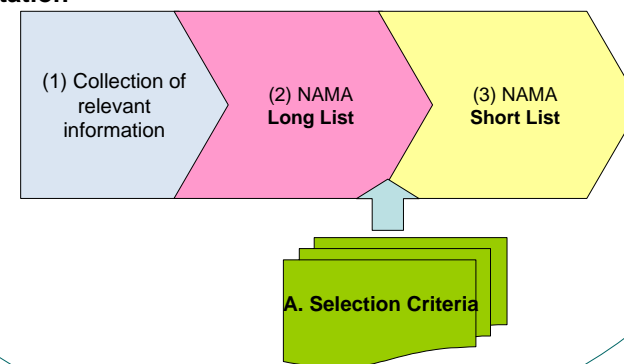 (1) Collection of
relevant
information
(2) NAMA
Long List
(3) NAMA
Short List
A. Selection Criteria